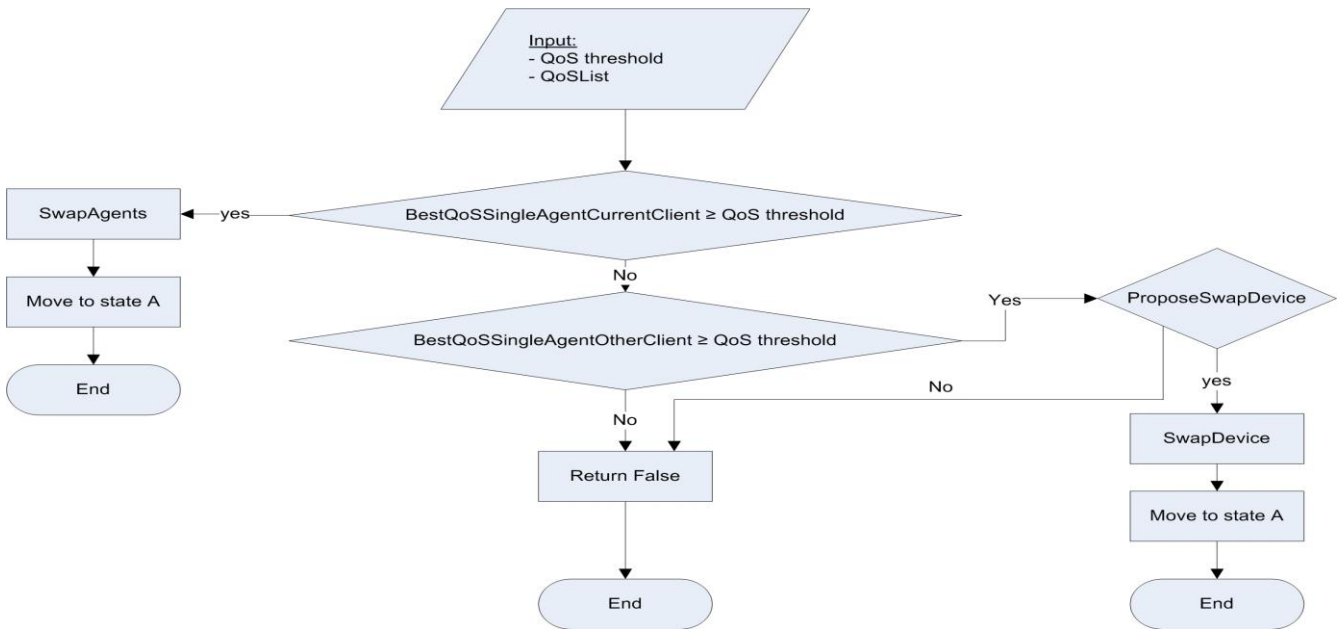 Input:
- QoS threshold
- QoSList
BestQoSSingleAgentCurrentClient ≥ QoS threshold
yes
SwapAgents
Move to state A
End
No
BestQoSSingleAgentOtherClient ≥ QoS threshold
Yes
ProposeSwapDevice
No
yes
No
Return False
End
SwapDevice
Move to state A
End